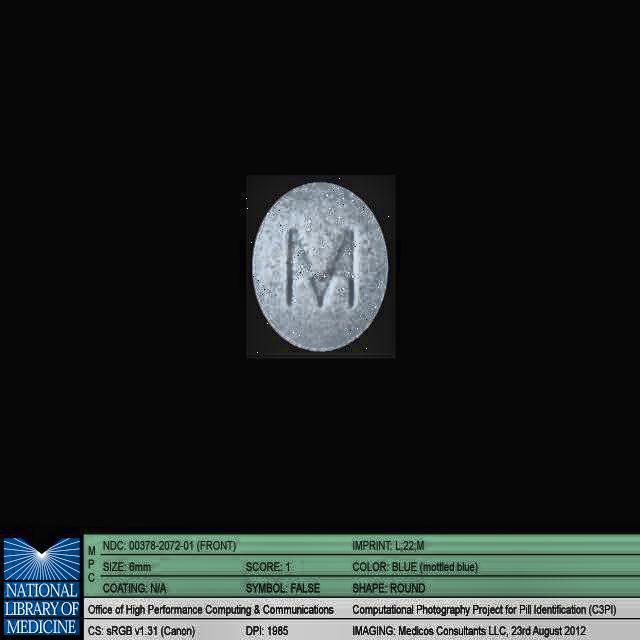 M
NDC: 00378-2072-01 (FRONT) IMPRINT: L,22;M
M
P
C
SIZE: 6mm SCORE: 1 COLOR: BLUE (mottled blue)
COATING: N/A SYMBOL: FALSE SHAPE: ROUND
NATIONAL
LIBRARY OF
MEDICINE
Office of High Performance Computing & Communications Computational Photography Project for Pill Identification (C3PI)
CS: sRGB v1.31 (Canon) DPI: 1985 IMAGING: Medicos Consultants LLC, 23rd August 2012